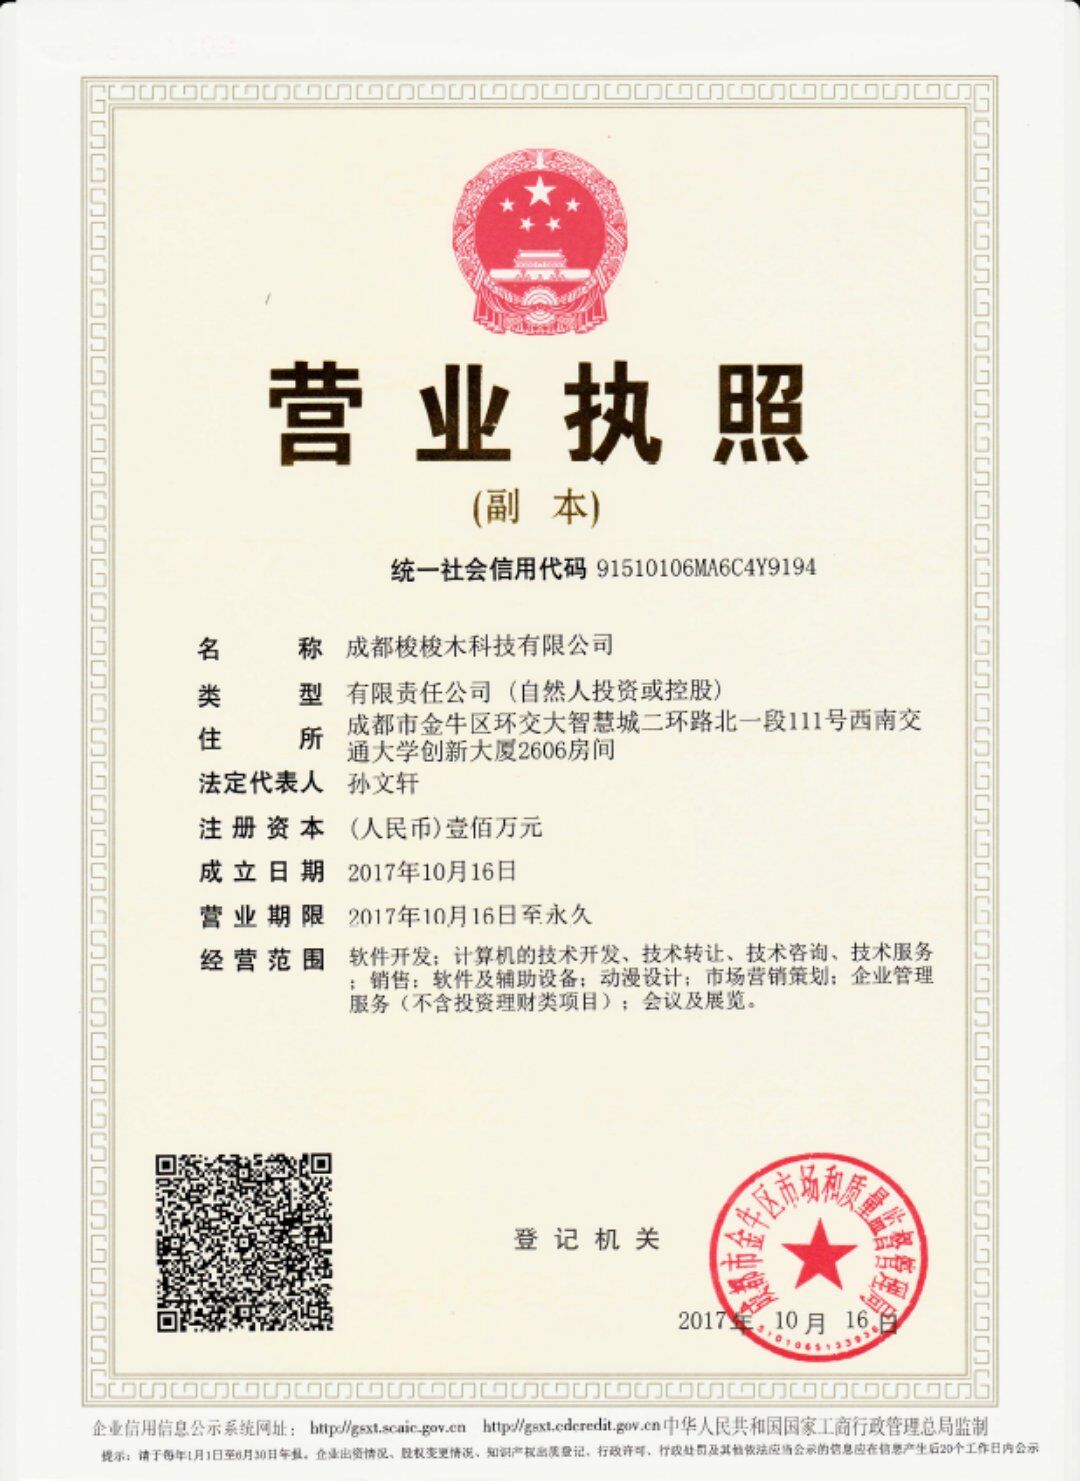 营业执照
(副 本)
统一社会信用代码 91510106MA6C4Y9194
名 称 成都梭梭木科技有限公司
类 型 有限责任公司 (自然人投资或控股)
住 所 成都市金牛区环交大智慧城二环路北一段111号西南交
通大学创新大厦2606房间
法定代表人 孙文轩
注册资本 (人民币)壹佰万元
成立日期 2017年10月16日
营业期限 2017年10月16日至永久
经营范围 软件开发；计算机的技术开发、技术转让、技术咨询、技术服务
；销售：软件及辅助设备；动漫设计；市场营销策划；企业管理
服务（不含投资理财类项目）；会议及展览。
成都市金牛区市场和质量监督管理局
登记机关
2017年 10月 16日
5101065133936
企业信用信息公示系统网址： http://gsxt.scaic.gov.cn http://gsxt.cdcredit.gov.cn 中华人民共和国国家工商行政管理总局监制
提示：请于每年1月1日至6月30日年报。企业出资情况、股权变更情况、知识产权出质登记、行政许可、行政处罚及其他依法应当公示的信息应在信息产生后20个工作日内公示